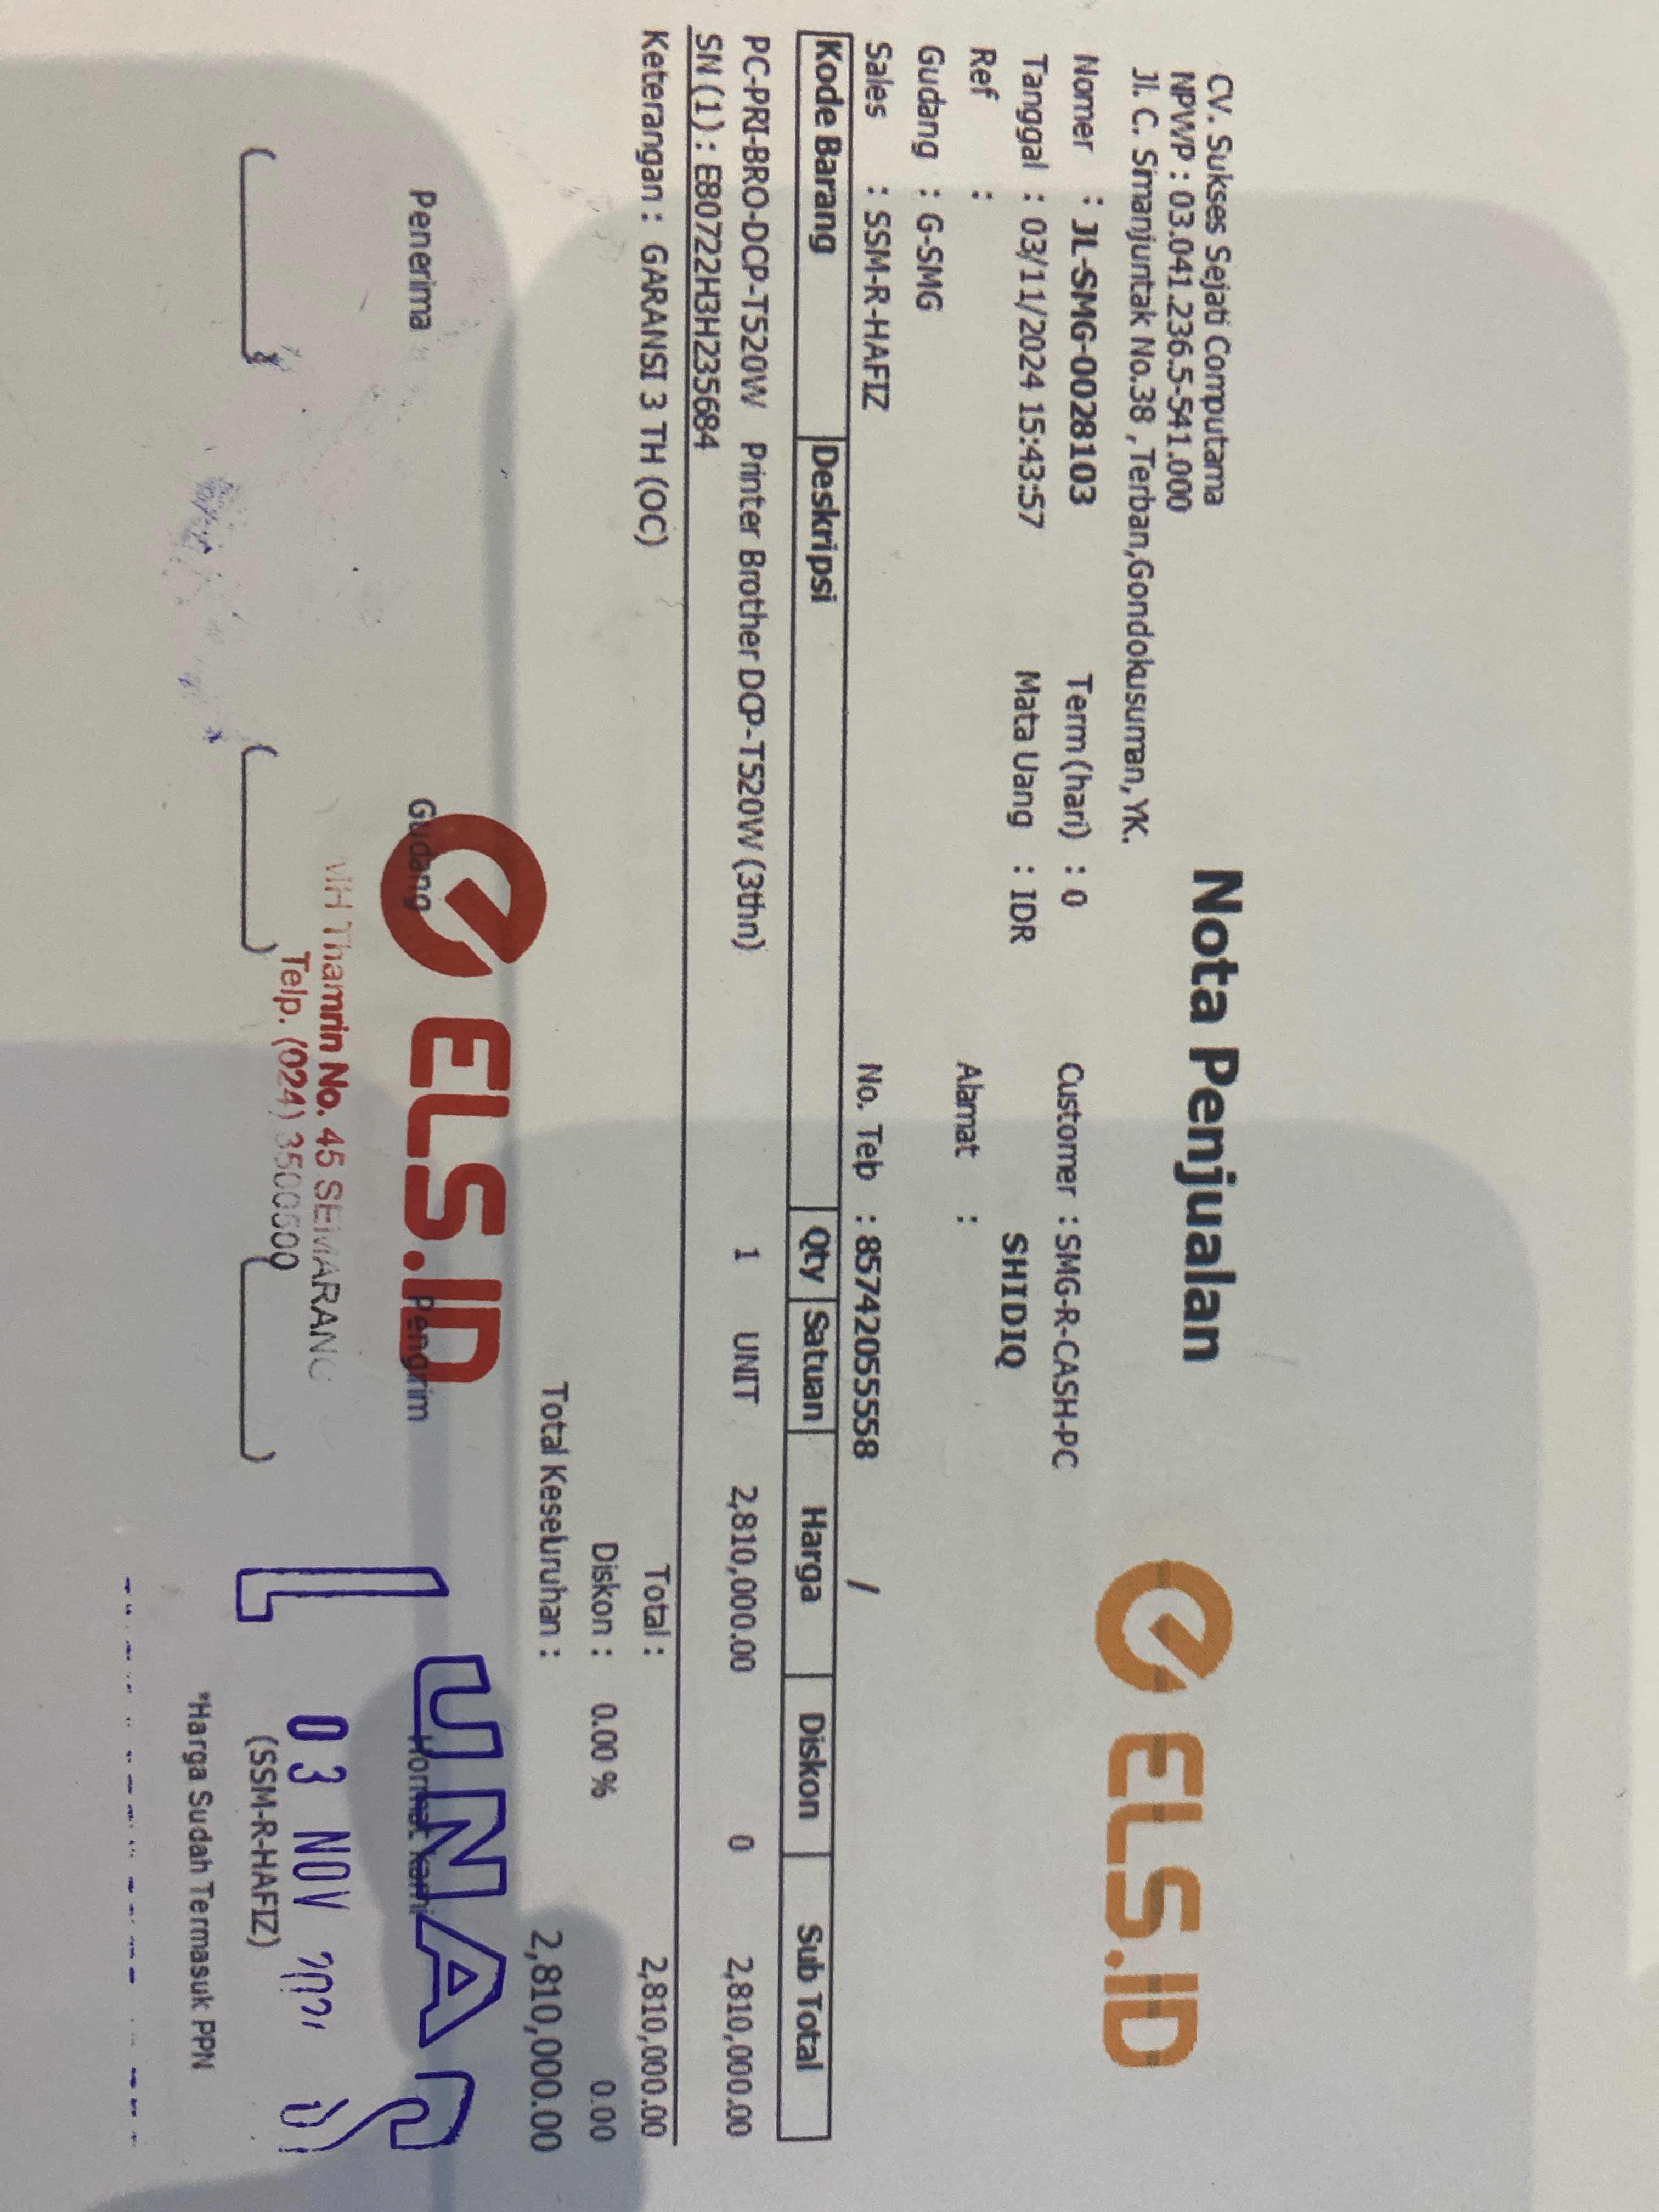 CV. Sukses Sejati Computama
NPWP : 03.041.236.5-541.000
Jl. C. Simanjuntak No.38 , Terban,Gondokusuman, YK.
Nota Penjualan
ELS.ID
Nomer : JL-SMG-0028103
Term (hari) : 0
Customer : SMG-R-CASH-PC
Tanggal : 03/11/2024 15:43:57
Mata Uang : IDR
SHIDIQ
Ref :
Alamat :
Gudang : G-SMG
Sales : SSM-R-HAFIZ
No. Telp : 85742055558 /
Kode Barang Deskripsi Qty Satuan Harga Diskon Sub Total
PC-PRI-BRO-DCP-T520W Printer Brother DCP-T520W (3thn) 1 UNIT 2,810,000.00 0 2,810,000.00
SN (1) : E80722H3H235684
Keterangan : GARANSI 3 TH (OC)
Total : 2,810,000.00
Diskon : 0.00 % 0.00
Total Keseluruhan : 2,810,000.00
Penerima Gudang Pengirim Hormat Kami
ELS.ID
LUNAS
MH Thamrin No. 45 SEMARANG
Telp. (024) 3500500
03 NOV
( ( ) ( )
(SSM-R-HAFIZ)
*Harga Sudah Termasuk PPN